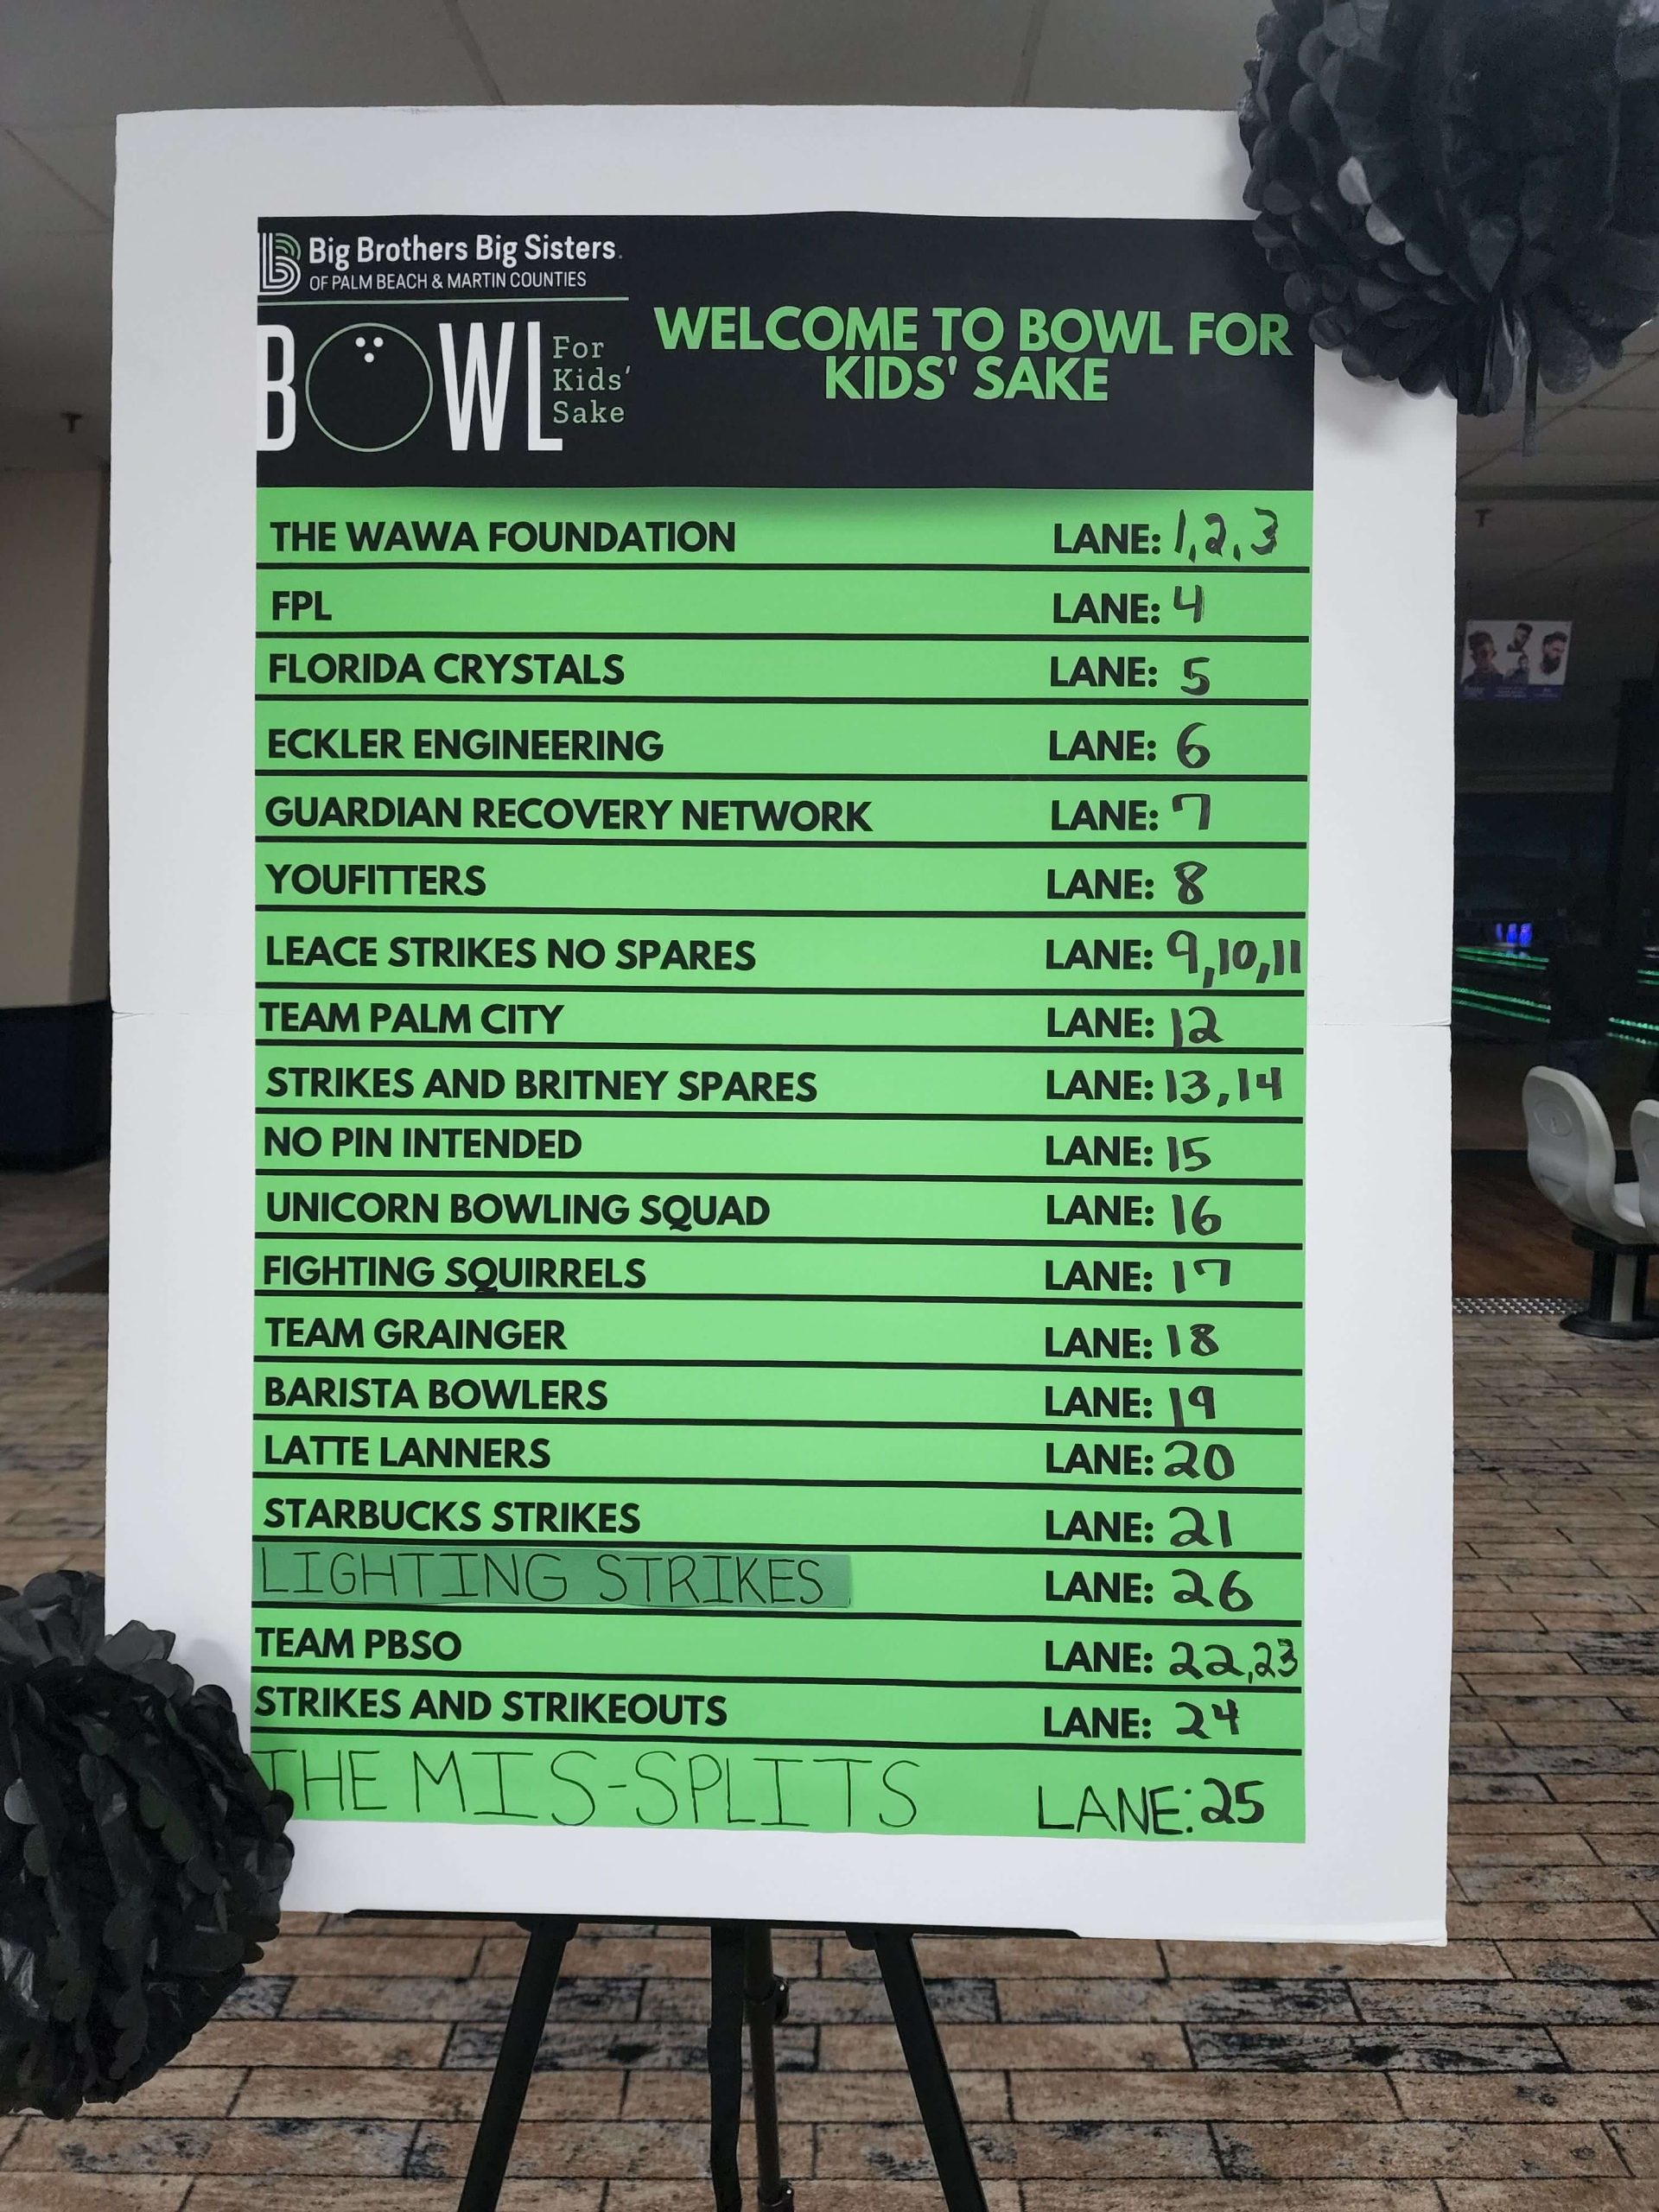 Big Brothers Big Sisters.
OF PALM BEACH & MARTIN COUNTIES
BOWL
For
Kids'
Sake
WELCOME TO BOWL FOR
KIDS' SAKE
THE WAWA FOUNDATION LANE: 1,2,3
FPL LANE: 4
FLORIDA CRYSTALS LANE: 5
ECKLER ENGINEERING LANE: 6
GUARDIAN RECOVERY NETWORK LANE: 7
YOUFITTERS LANE: 8
LEACE STRIKES NO SPARES LANE: 9,10,11
TEAM PALM CITY LANE: 12
STRIKES AND BRITNEY SPARES LANE: 13,14
NO PIN INTENDED LANE: 15
UNICORN BOWLING SQUAD LANE: 16
FIGHTING SQUIRRELS LANE: 17
TEAM GRAINGER LANE: 18
BARISTA BOWLERS LANE: 19
LATTE LANNERS LANE: 20
STARBUCKS STRIKES LANE: 21
LIGHTING STRIKES LANE: 26
TEAM PBSO LANE: 22,23
STRIKES AND STRIKEOUTS LANE: 24
THE MIS-SPLITS LANE: 25